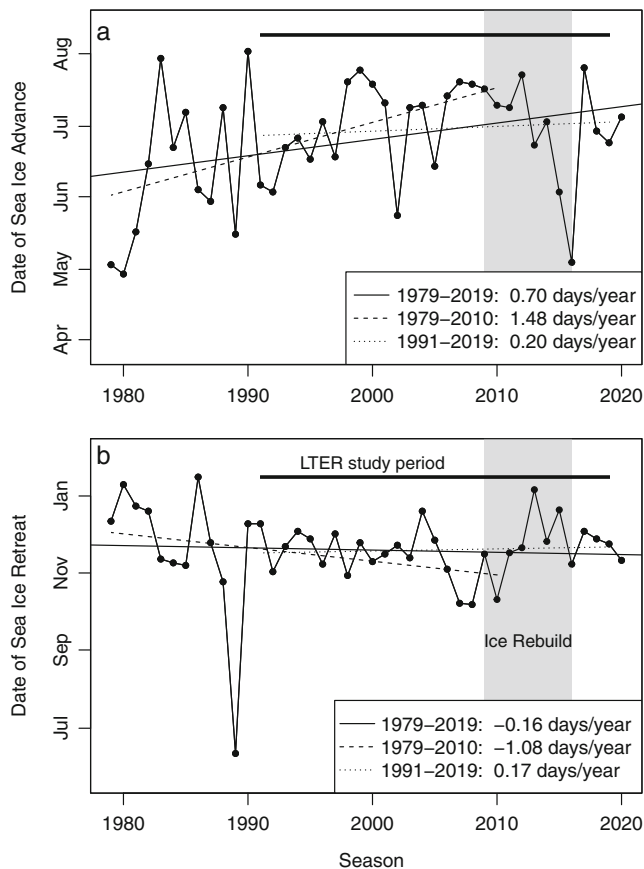 a
Date of Sea Ice Advance
Aug
Jul
Jun
May
Apr
1979−2019: 0.70 days/year
1979−2010: 1.48 days/year
1991−2019: 0.20 days/year
1980 1990 2000 2010 2020
b
LTER study period
Date of Sea Ice Retreat
Jan
Nov
Sep
Jul
Ice Rebuild
1979−2019: −0.16 days/year
1979−2010: −1.08 days/year
1991−2019: 0.17 days/year
1980 1990 2000 2010 2020
Season